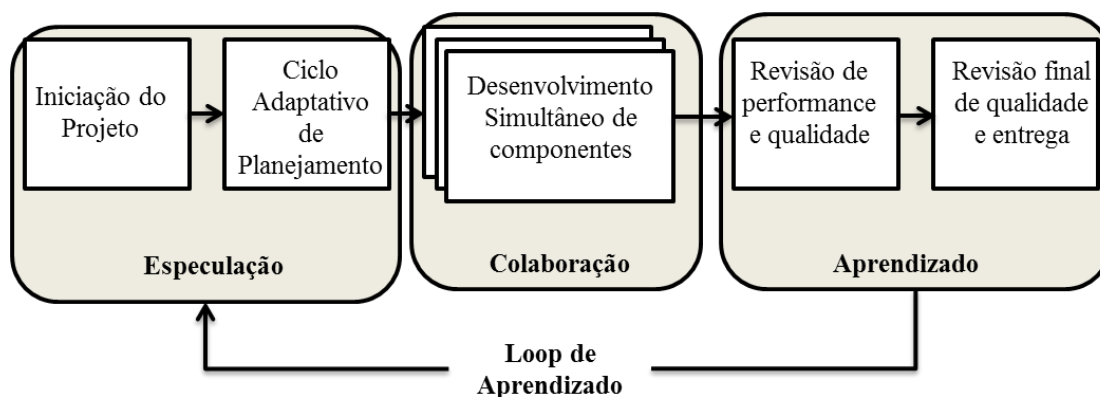 Iniciação do
Projeto
Ciclo
Adaptativo
de
Planejamento
Desenvolvimento
Simultâneo de
componentes
Revisão de
performance
e qualidade
Revisão final
de qualidade
e entrega
Especulação
Colaboração
Aprendizado
Loop de
Aprendizado